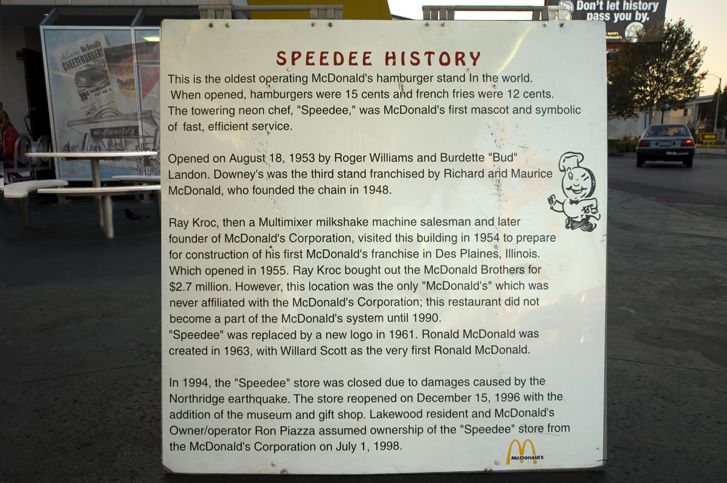 Don't let history
pass you by.
McDonald's
CHEESEBURGER
McDonald's
SPEEDEE HISTORY
This is the oldest operating McDonald's hamburger stand In the world.
When opened, hamburgers were 15 cents and french fries were 12 cents.
The towering neon chef, "Speedee," was McDonald's first mascot and symbolic
of fast, efficient service.
Opened on August 18, 1953 by Roger Williams and Burdette "Bud"
Landon. Downey's was the third stand franchised by Richard and Maurice
McDonald, who founded the chain in 1948.
Ray Kroc, then a Multimixer milkshake machine salesman and later
founder of McDonald's Corporation, visited this building in 1954 to prepare
for construction of his first McDonald's franchise in Des Plaines, Illinois.
Which opened in 1955. Ray Kroc bought out the McDonald Brothers for
$2.7 million. However, this location was the only "McDonald's" which was
never affiliated with the McDonald's Corporation; this restaurant did not
become a part of the McDonald's system until 1990.
"Speedee" was replaced by a new logo in 1961. Ronald McDonald was
created in 1963, with Willard Scott as the very first Ronald McDonald.
In 1994, the "Speedee" store was closed due to damages caused by the
Northridge earthquake. The store reopened on December 15, 1996 with the
addition of the museum and gift shop. Lakewood resident and McDonald's
Owner/operator Ron Piazza assumed ownership of the "Speedee" store from
the McDonald's Corporation on July 1, 1998.
McDonald's